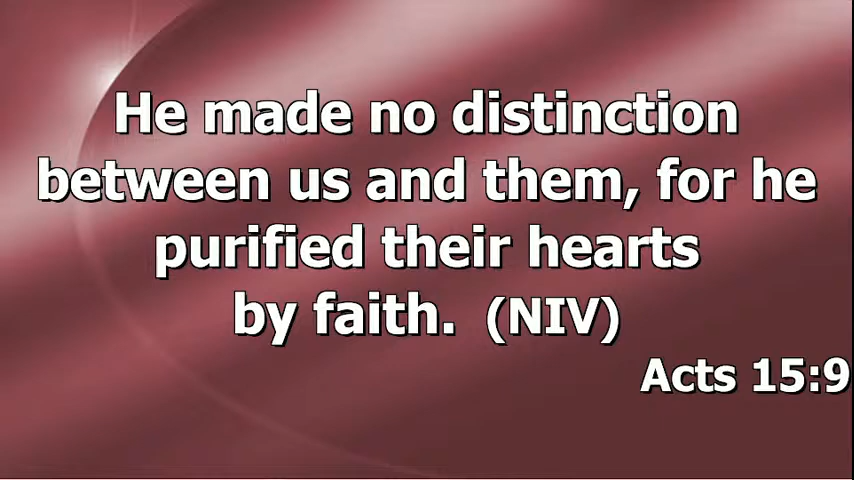 He made no distinction
between us and them, for he
purified their hearts
by faith. (NIV)
Acts 15:9